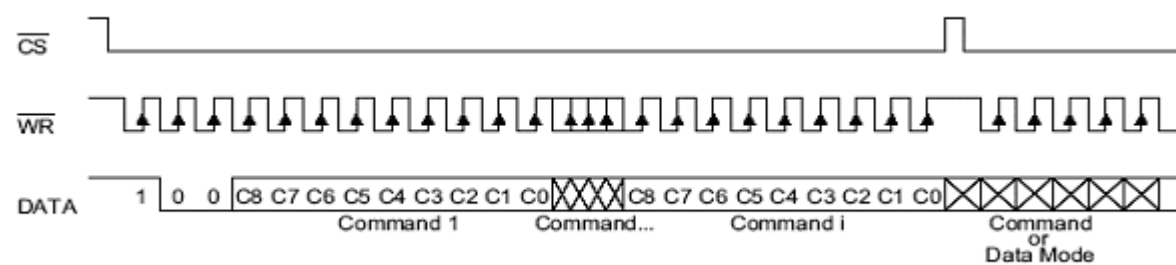 CS
WR
DATA 1 0 0 C8 C7 C6 C5 C4 C3 C2 C1 C0 C8 C7 C6 C5 C4 C3 C2 C1 C0
Command 1 Command... Command i Command
or
Data Mode